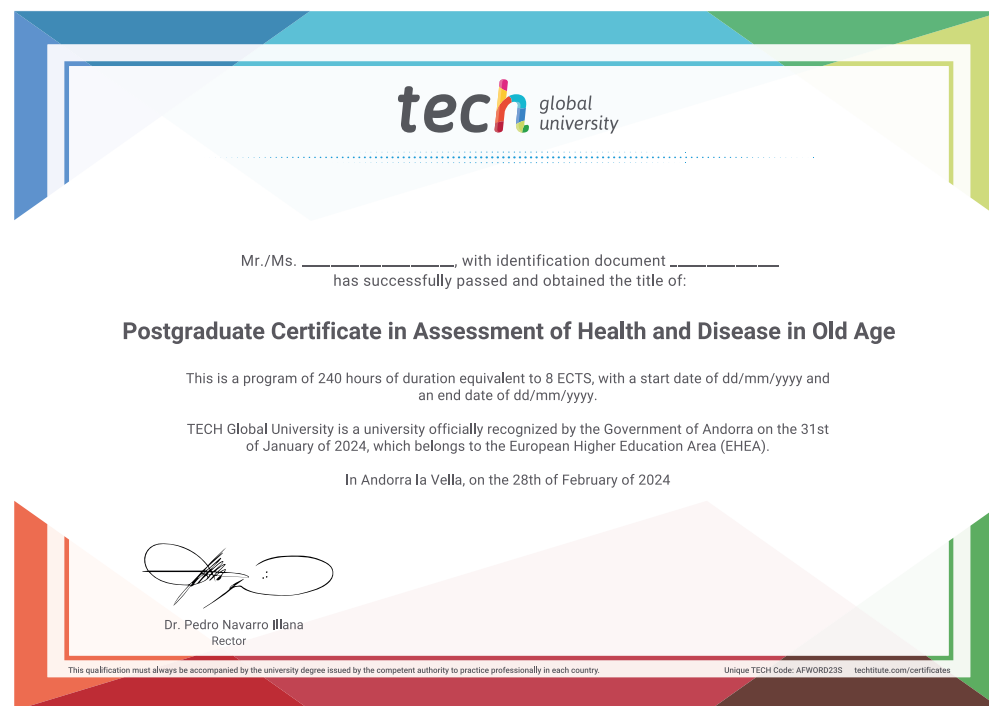 tech global
university
Mr./Ms. ____________________, with identification document ______________
has successfully passed and obtained the title of:
Postgraduate Certificate in Assessment of Health and Disease in Old Age
This is a program of 240 hours of duration equivalent to 8 ECTS, with a start date of dd/mm/yyyy and
an end date of dd/mm/yyyy.
TECH Global University is a university officially recognized by the Government of Andorra on the 31st
of January of 2024, which belongs to the European Higher Education Area (EHEA).
In Andorra la Vella, on the 28th of February of 2024
Dr. Pedro Navarro Illana
Rector
This qualification must always be accompanied by the university degree issued by the competent authority to practice professionally in each country. Unique TECH Code: AFWORD23S techtitute.com/certificates